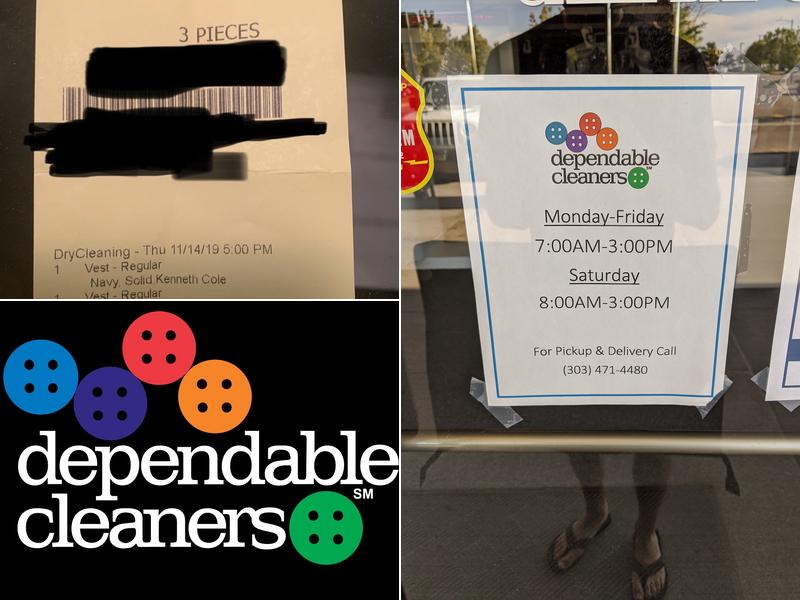 3 PIECES
DryCleaning - Thu 11/14/19 5:00 PM
1 Vest - Regular
Navy, Solid, Kenneth Cole
1 Vest - Regular
dependable
cleaners SM
dependable
cleaners
Monday-Friday
7:00AM-3:00PM
Saturday
8:00AM-3:00PM
For Pickup & Delivery Call
(303) 471-4480